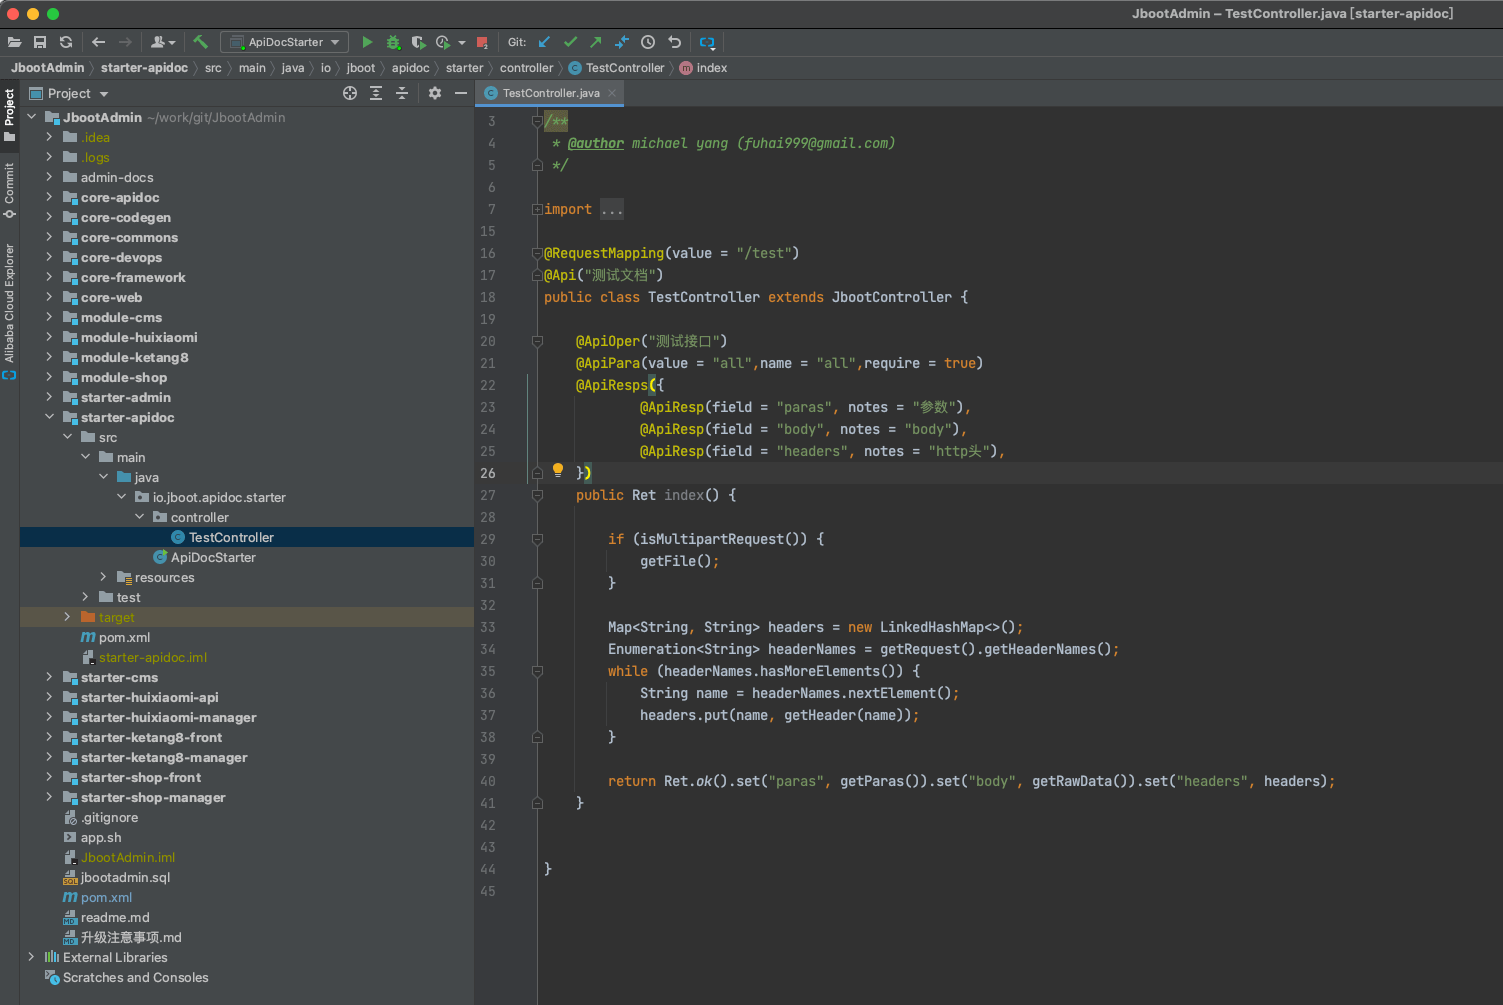 JbootAdmin – TestController.java [starter-apidoc]
ApiDocStarter
Git:
JbootAdmin
starter-apidoc
src
main
java
io
jboot
apidoc
starter
controller
TestController
index
Project
TestController.java
Project
Commit
Alibaba Cloud Explorer
JbootAdmin ~/work/git/JbootAdmin
.idea
.logs
admin-docs
core-apidoc
core-codegen
core-commons
core-devops
core-framework
core-web
module-cms
module-huixiaomi
module-ketang8
module-shop
starter-admin
starter-apidoc
src
main
java
io.jboot.apidoc.starter
controller
TestController
ApiDocStarter
resources
test
target
pom.xml
starter-apidoc.iml
starter-cms
starter-huixiaomi-api
starter-huixiaomi-manager
starter-ketang8-front
starter-ketang8-manager
starter-shop-front
starter-shop-manager
.gitignore
app.sh
JbootAdmin.iml
jbootadmin.sql
pom.xml
readme.md
升级注意事项.md
External Libraries
Scratches and Consoles
3 /**
4 * @author michael yang (fuhai999@gmail.com)
5 */
6
7 import ...
15
16 @RequestMapping(value = "/test")
17 @Api("测试文档")
18 public class TestController extends JbootController {
19
20 @ApiOper("测试接口")
21 @ApiPara(value = "all",name = "all",require = true)
22 @ApiResps({
23 @ApiResp(field = "paras", notes = "参数"),
24 @ApiResp(field = "body", notes = "body"),
25 @ApiResp(field = "headers", notes = "http头"),
26 })
27 public Ret index() {
28
29 if (isMultipartRequest()) {
30 getFile();
31 }
32
33 Map<String, String> headers = new LinkedHashMap<>();
34 Enumeration<String> headerNames = getRequest().getHeaderNames();
35 while (headerNames.hasMoreElements()) {
36 String name = headerNames.nextElement();
37 headers.put(name, getHeader(name));
38 }
39
40 return Ret.ok().set("paras", getParas()).set("body", getRawData()).set("headers", headers);
41 }
42
43
44 }
45